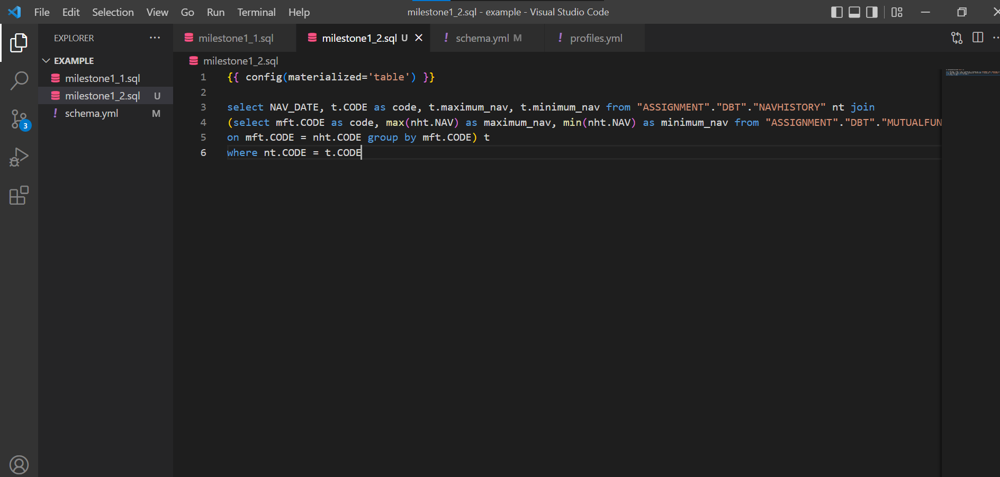 File Edit Selection View Go Run Terminal Help
milestone1_2.sql - example - Visual Studio Code
EXPLORER
EXAMPLE
milestone1_1.sql
milestone1_2.sql U
schema.yml M
3
milestone1_1.sql
milestone1_2.sql U
schema.yml M
profiles.yml
milestone1_2.sql
1 {{ config(materialized='table') }}
2
3 select NAV_DATE, t.CODE as code, t.maximum_nav, t.minimum_nav from "ASSIGNMENT"."DBT"."NAVHISTORY" nt join
4 (select mft.CODE as code, max(nht.NAV) as maximum_nav, min(nht.NAV) as minimum_nav from "ASSIGNMENT"."DBT"."MUTUALFUN
5 on mft.CODE = nht.CODE group by mft.CODE) t
6 where nt.CODE = t.CODE